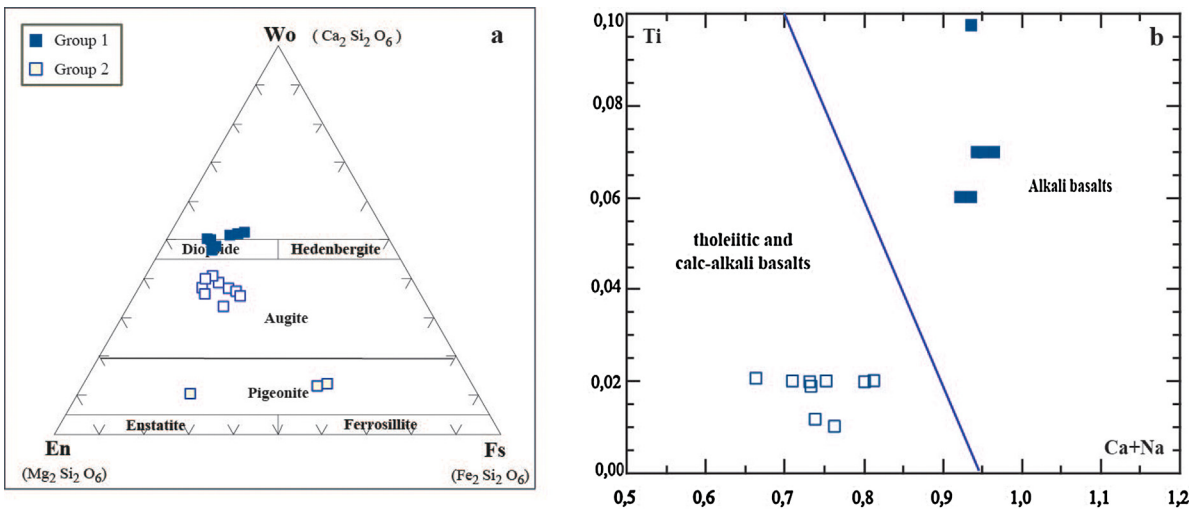 Group 1
Group 2
Wo ( Ca2 Si2 O6 )
a
Diopside
Hedenbergite
Augite
Pigeonite
Enstatite
Ferrosillite
En
Fs
(Mg2 Si2 O6)
(Fe2 Si2 O6)
0,10
Ti
b
0,08
0,06
Alkali basalts
tholeiitic and
calc-alkali basalts
0,04
0,02
0,00
Ca+Na
0,5 0,6 0,7 0,8 0,9 1,0 1,1 1,2